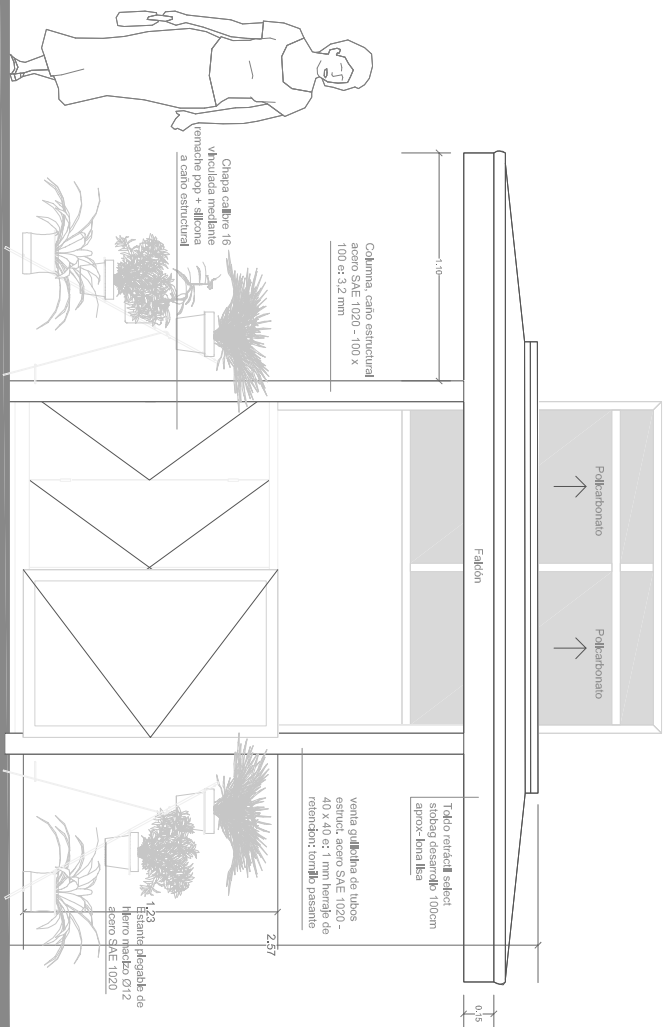 Policarbonato
Policarbonato
Faldón
1.10
0.15
Columna, caño estructural
acero SAE 1020 - 100 x
100 e: 3,2 mm
Chapa calibre 16
vinculada mediante
remache pop + silicona
a caño estructural
Toldo retráctil select
stobag desarrollo 100cm
aprox- lona lisa
venta guillotina de tubos
estruct. acero SAE 1020 -
40 x 40 e: 1 mm herraje de
retencion: tornillo pasante
2.57
1.23
Estante plegable de
hierro macizo Ø12
acero SAE 1020